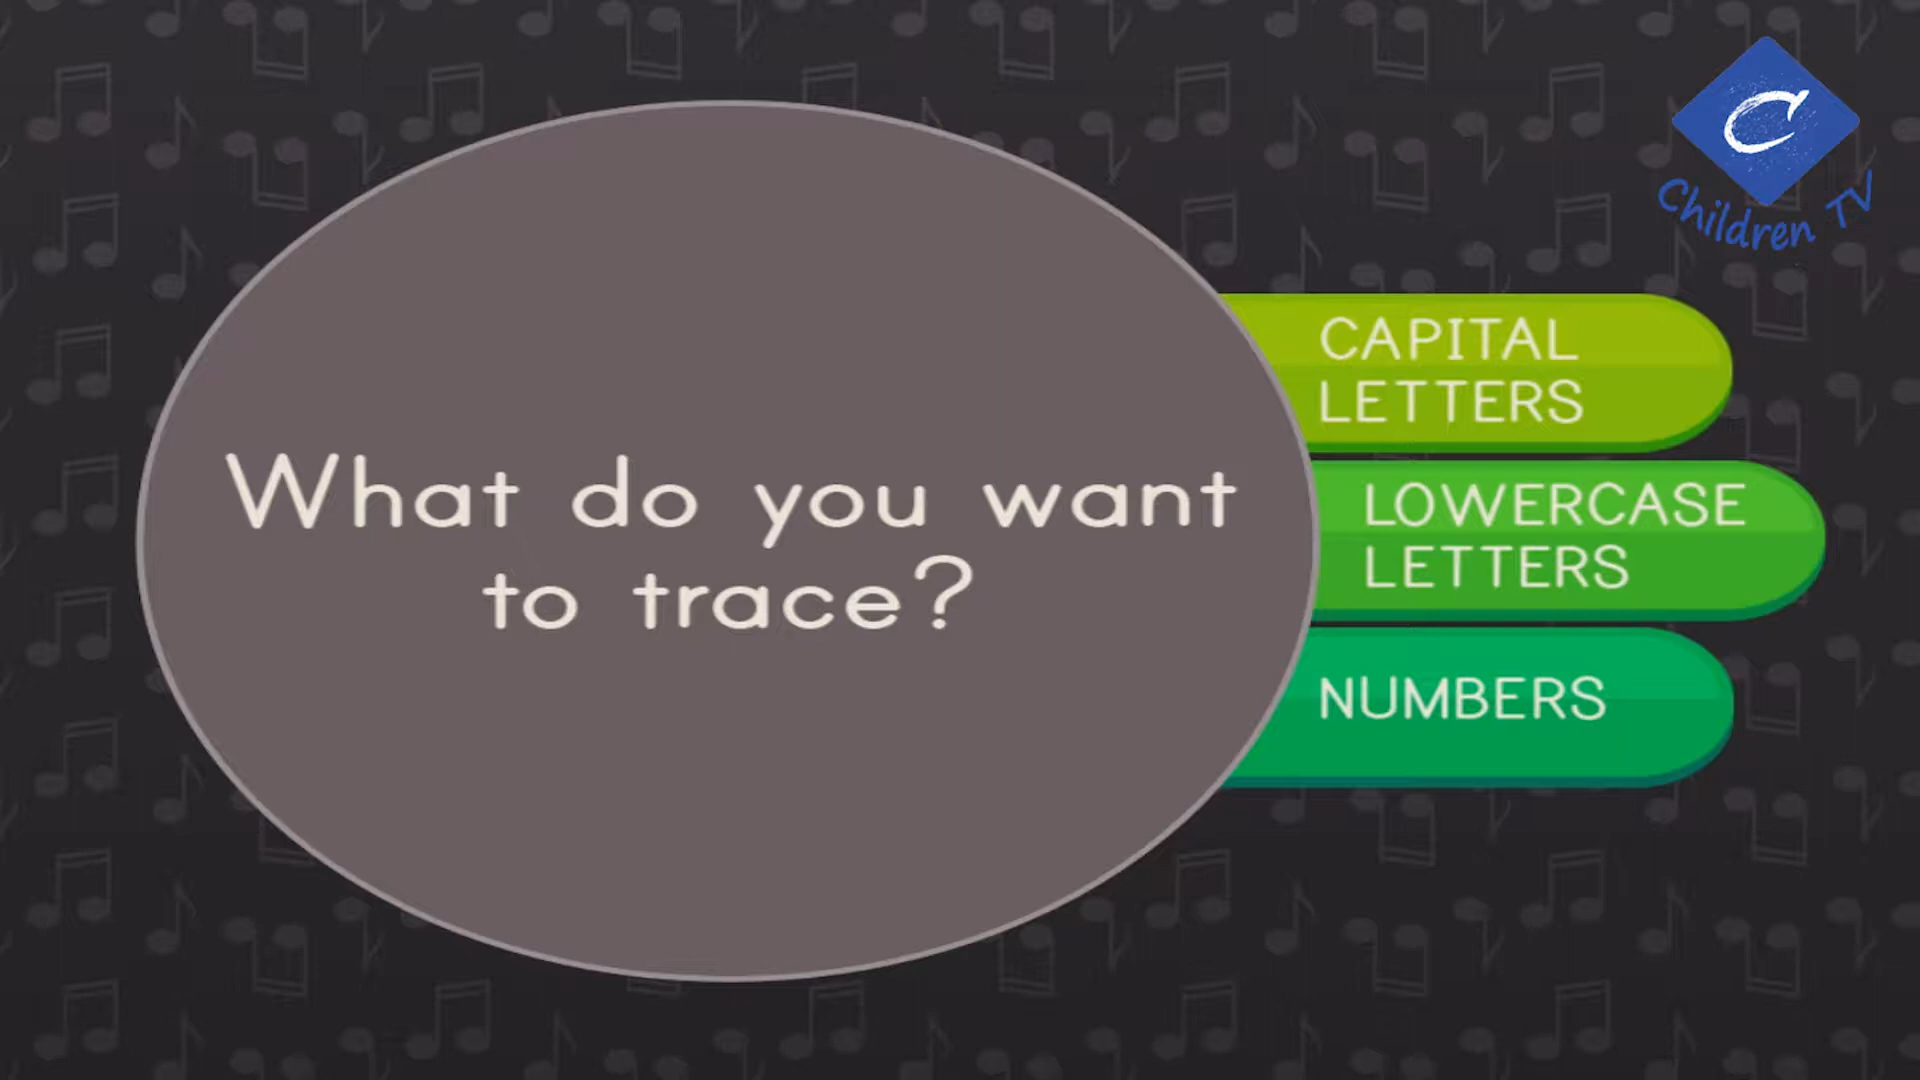 What do you want
to trace?
CAPITAL
LETTERS
LOWERCASE
LETTERS
NUMBERS
C
Children TV